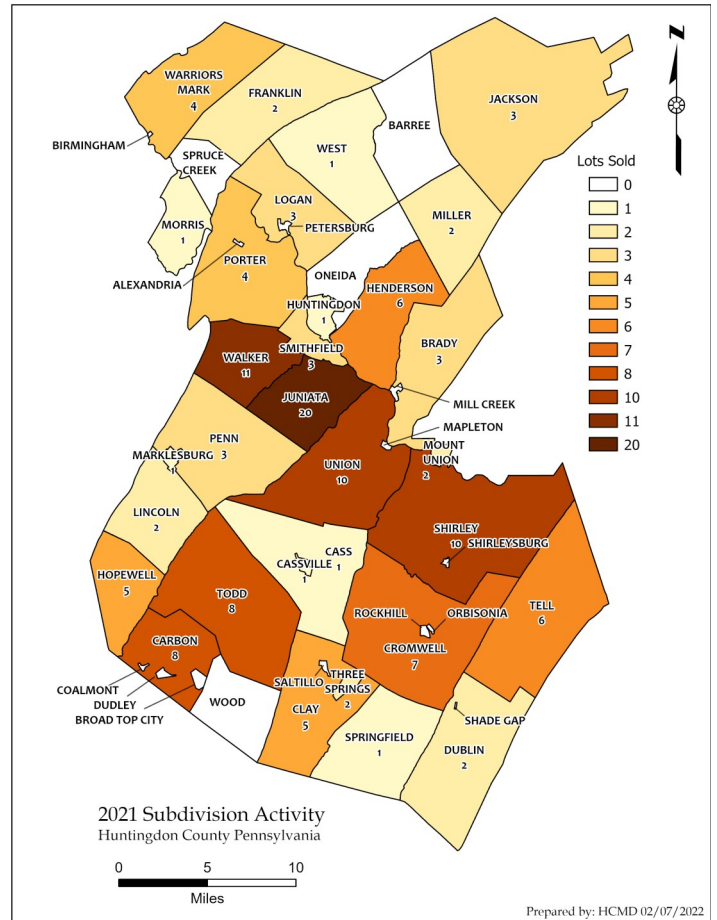 WARRIORS
MARK
4
FRANKLIN
2
BIRMINGHAM
SPRUCE
CREEK
WEST
1
BARREE
JACKSON
3
N
Lots Sold
0
1
2
3
4
5
6
7
8
10
11
20
MORRIS
1
LOGAN
3
PETERSBURG
MILLER
2
ALEXANDRIA
PORTER
4
ONEIDA
HENDERSON
6
HUNTINGDON
1
SMITHFIELD
3
BRADY
3
WALKER
11
JUNIATA
20
MILL CREEK
MAPLETON
MOUNT
UNION
2
PENN
3
MARKLESBURG
1
UNION
10
LINCOLN
2
SHIRLEY
10
SHIRLEYSBURG
CASSVILLE
1
CASS
1
HOPEWELL
5
TODD
8
ROCKHILL
ORBISONIA
CROMWELL
7
TELL
6
CARBON
8
COALMONT
DUDLEY
BROAD TOP CITY
WOOD
SALTILLO
THREE
SPRINGS
2
CLAY
5
SPRINGFIELD
1
SHADE GAP
DUBLIN
2
2021 Subdivision Activity
Huntingdon County Pennsylvania
0 5 10
Miles
Prepared by: HCMD 02/07/2022